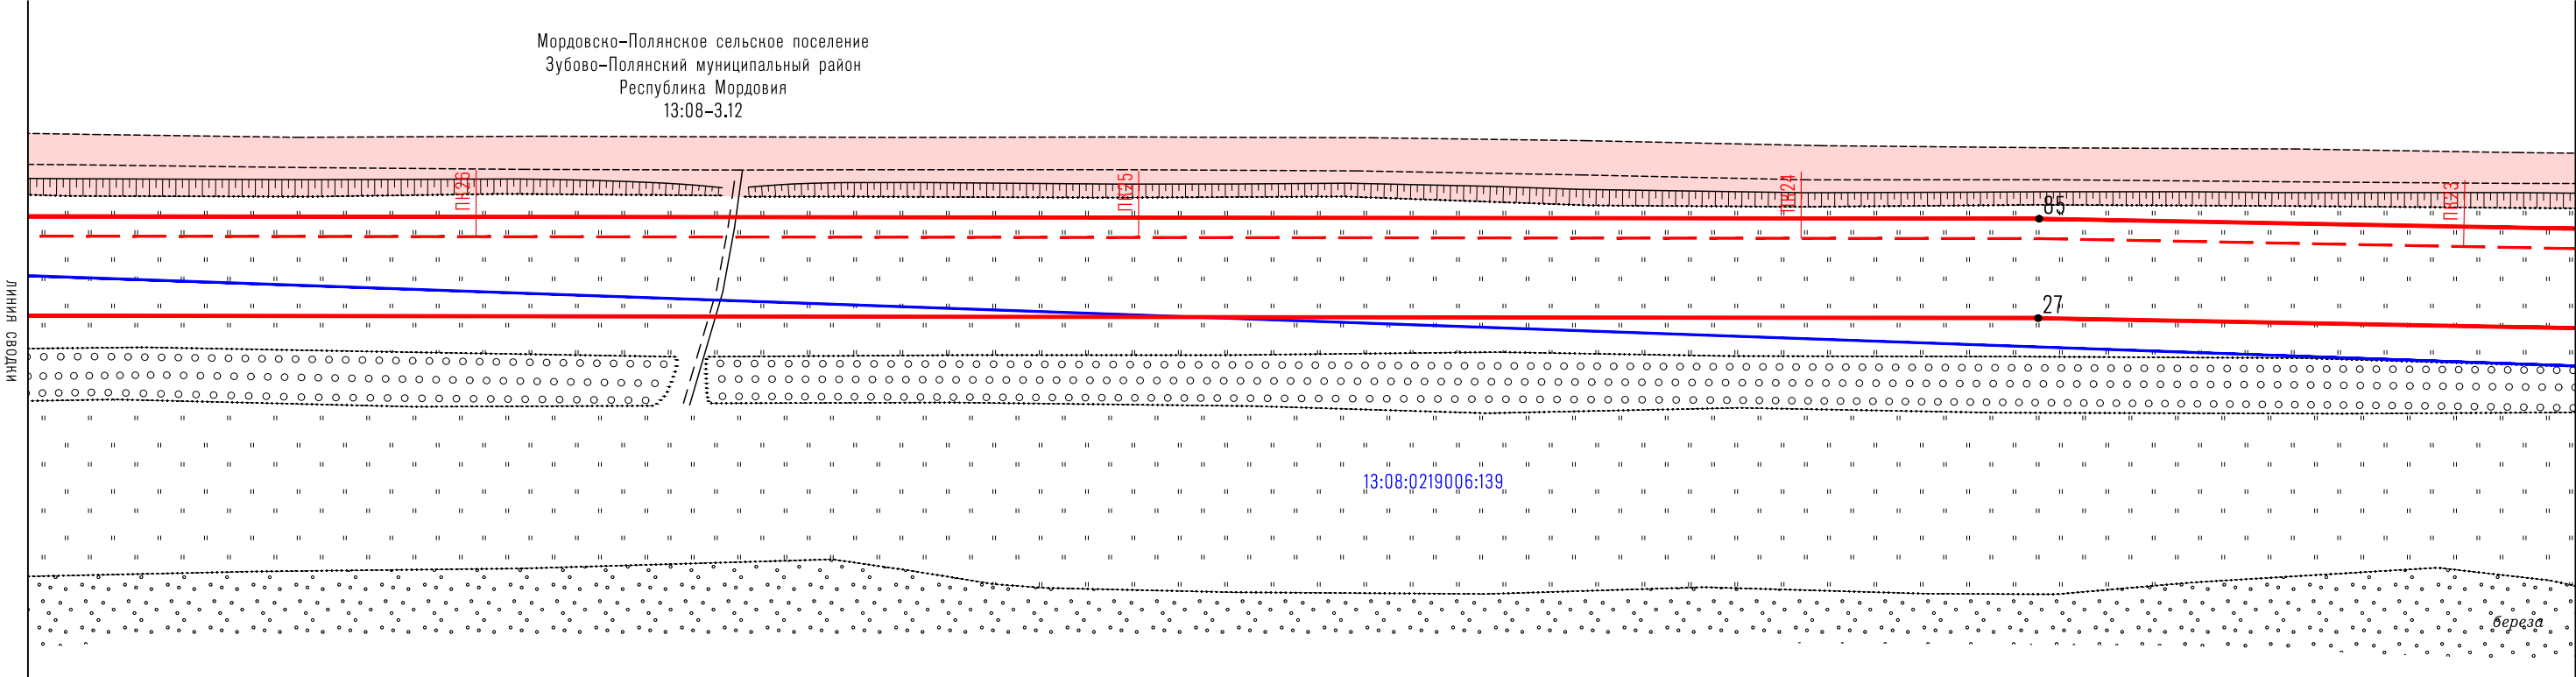 Мордовско-Полянское сельское поселение
Зубово-Полянский муниципальный район
Республика Мордовия
13:08-3.12
ПК26
ПК25
ПК24
ПК23
85
27
линия сводки
13:08:0219006:139
береза